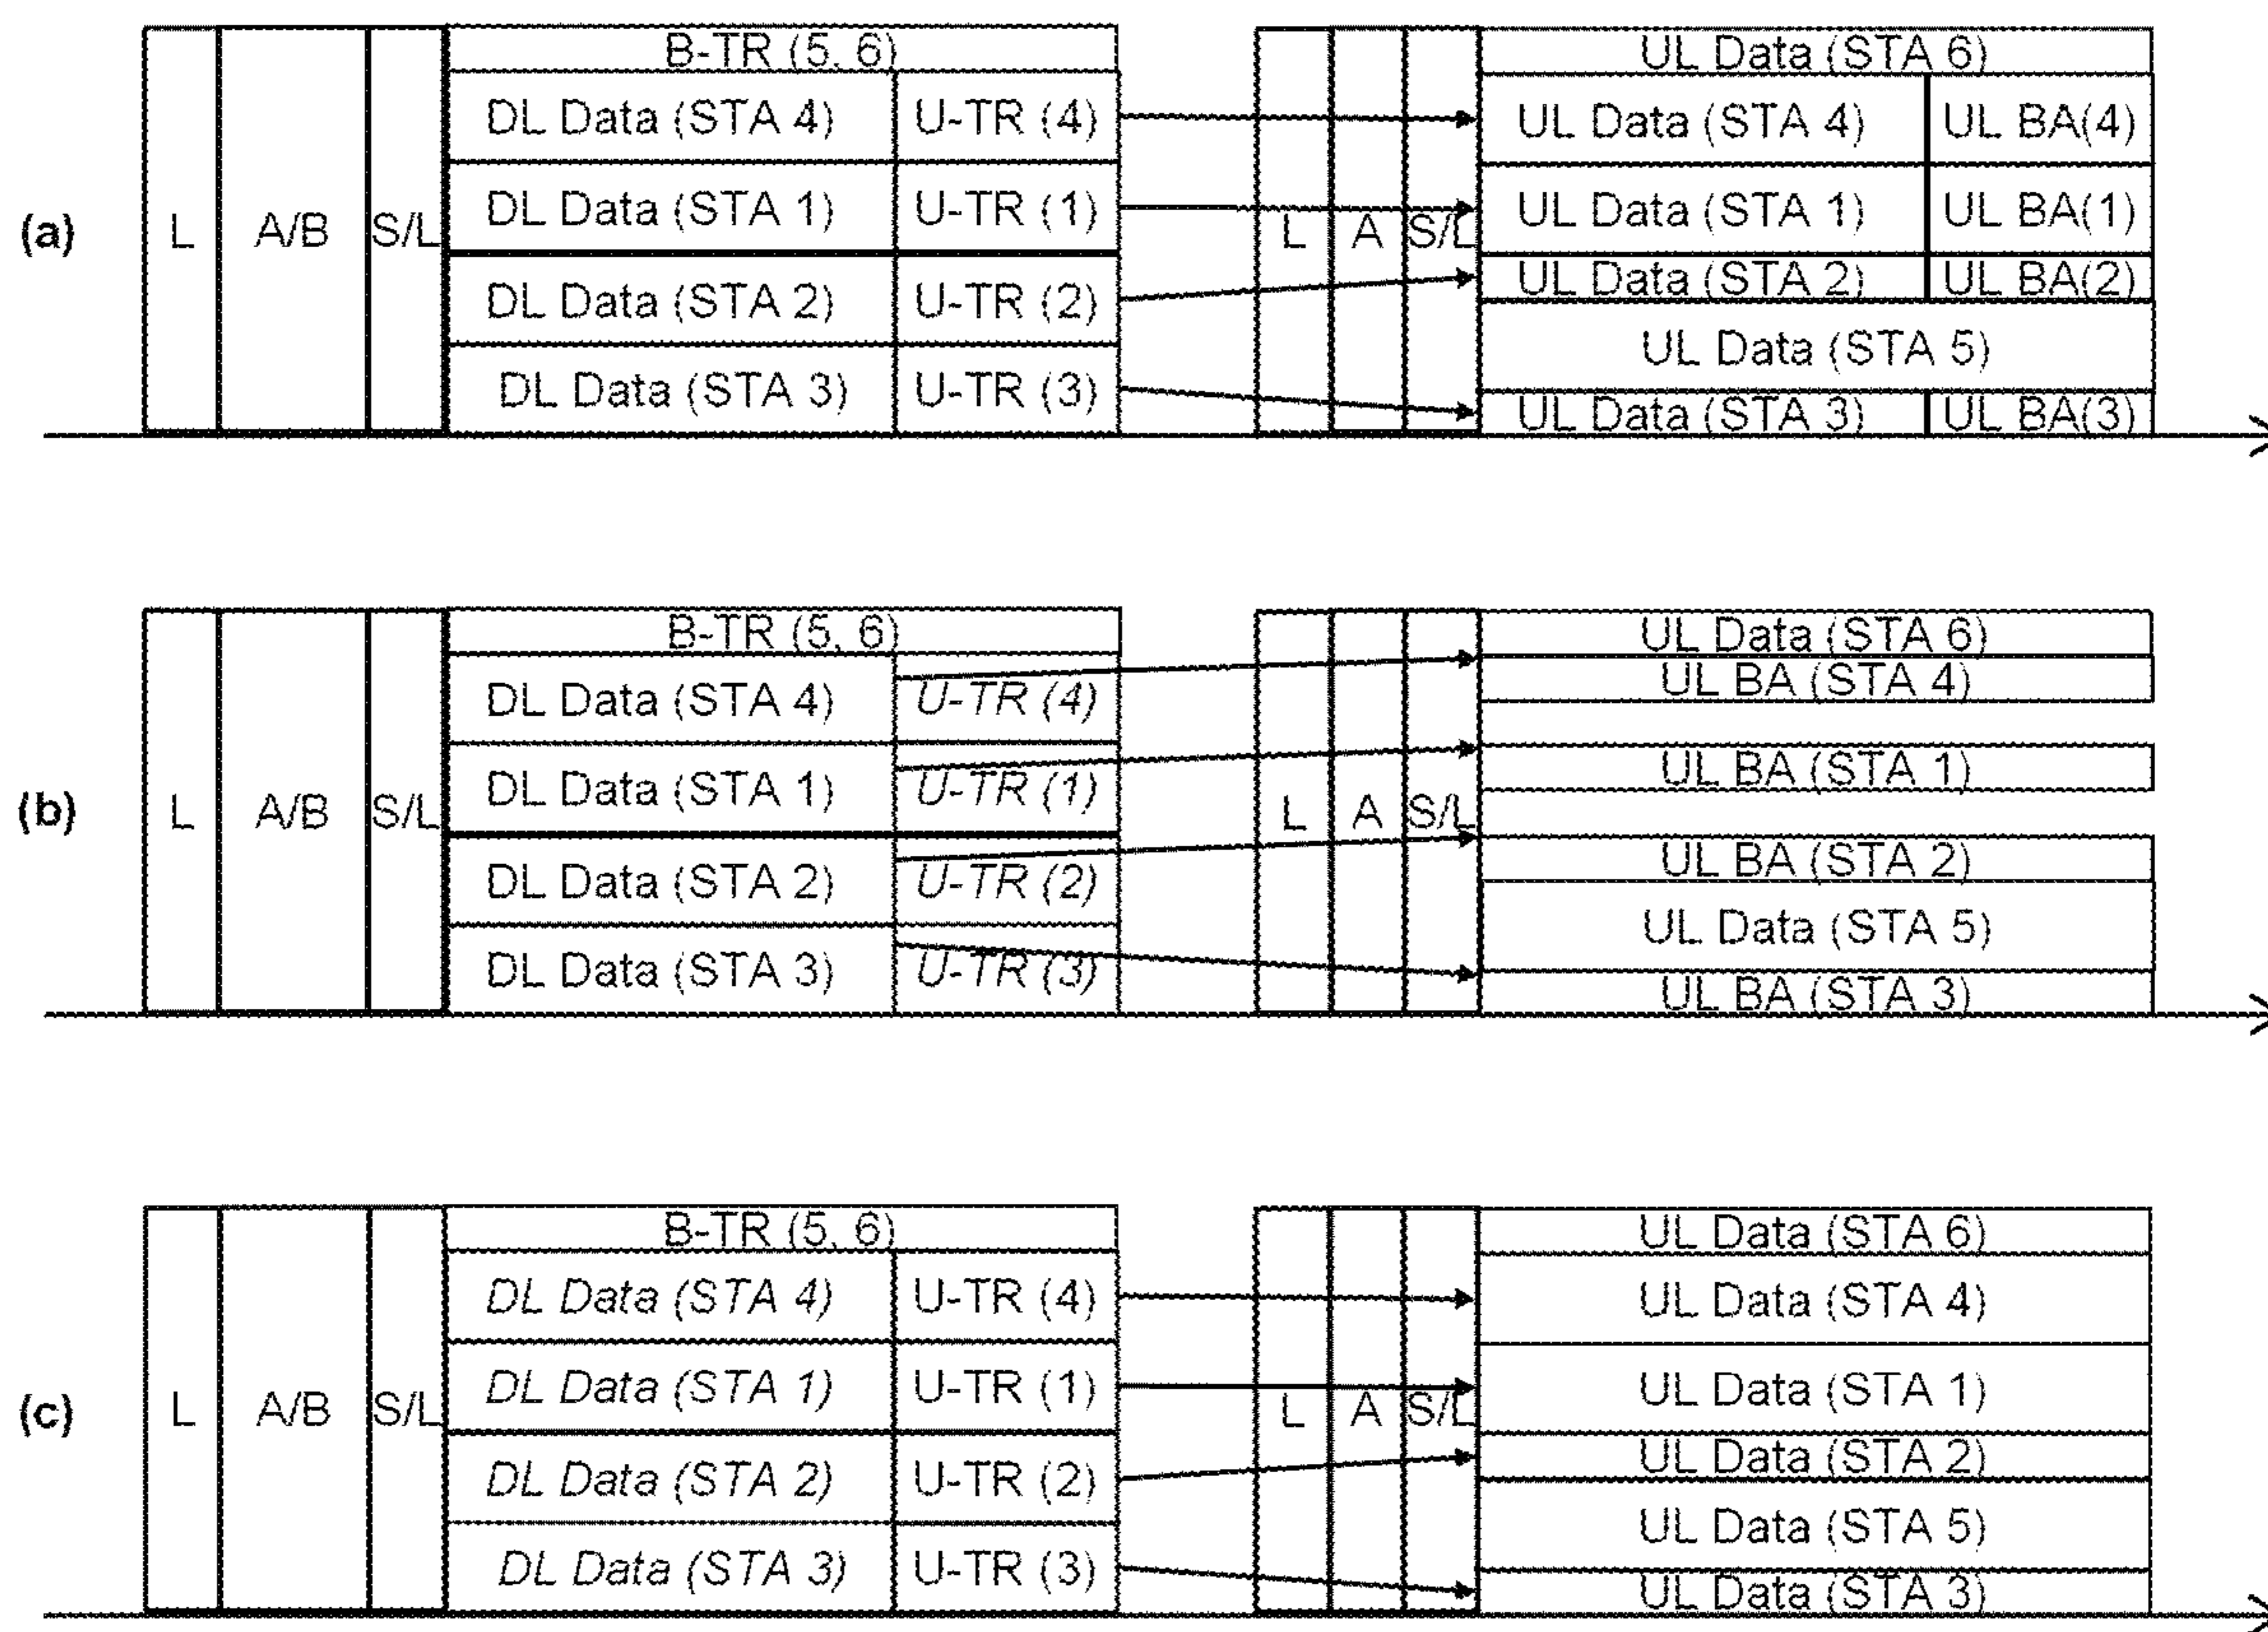 B-TR (5, 6) UL Data (STA 6)
DL Data (STA 4) U-TR (4) UL Data (STA 4) UL BA(4)
DL Data (STA 1) U-TR (1) UL Data (STA 1) UL BA(1)
(a) L A/B S/L L A S/L
DL Data (STA 2) U-TR (2) UL Data (STA 2) UL BA(2)
UL Data (STA 5)
DL Data (STA 3) U-TR (3) UL Data (STA 3) UL BA(3)
B-TR (5, 6) UL Data (STA 6)
DL Data (STA 4) U-TR (4) UL BA (STA 4)
DL Data (STA 1) U-TR (1) UL BA (STA 1)
(b) L A/B S/L L A S/L
DL Data (STA 2) U-TR (2) UL BA (STA 2)
UL Data (STA 5)
DL Data (STA 3) U-TR (3) UL BA (STA 3)
B-TR (5, 6) UL Data (STA 6)
DL Data (STA 4) U-TR (4) UL Data (STA 4)
DL Data (STA 1) U-TR (1) UL Data (STA 1)
(c) L A/B S/L L A S/L
DL Data (STA 2) U-TR (2) UL Data (STA 2)
UL Data (STA 5)
DL Data (STA 3) U-TR (3) UL Data (STA 3)